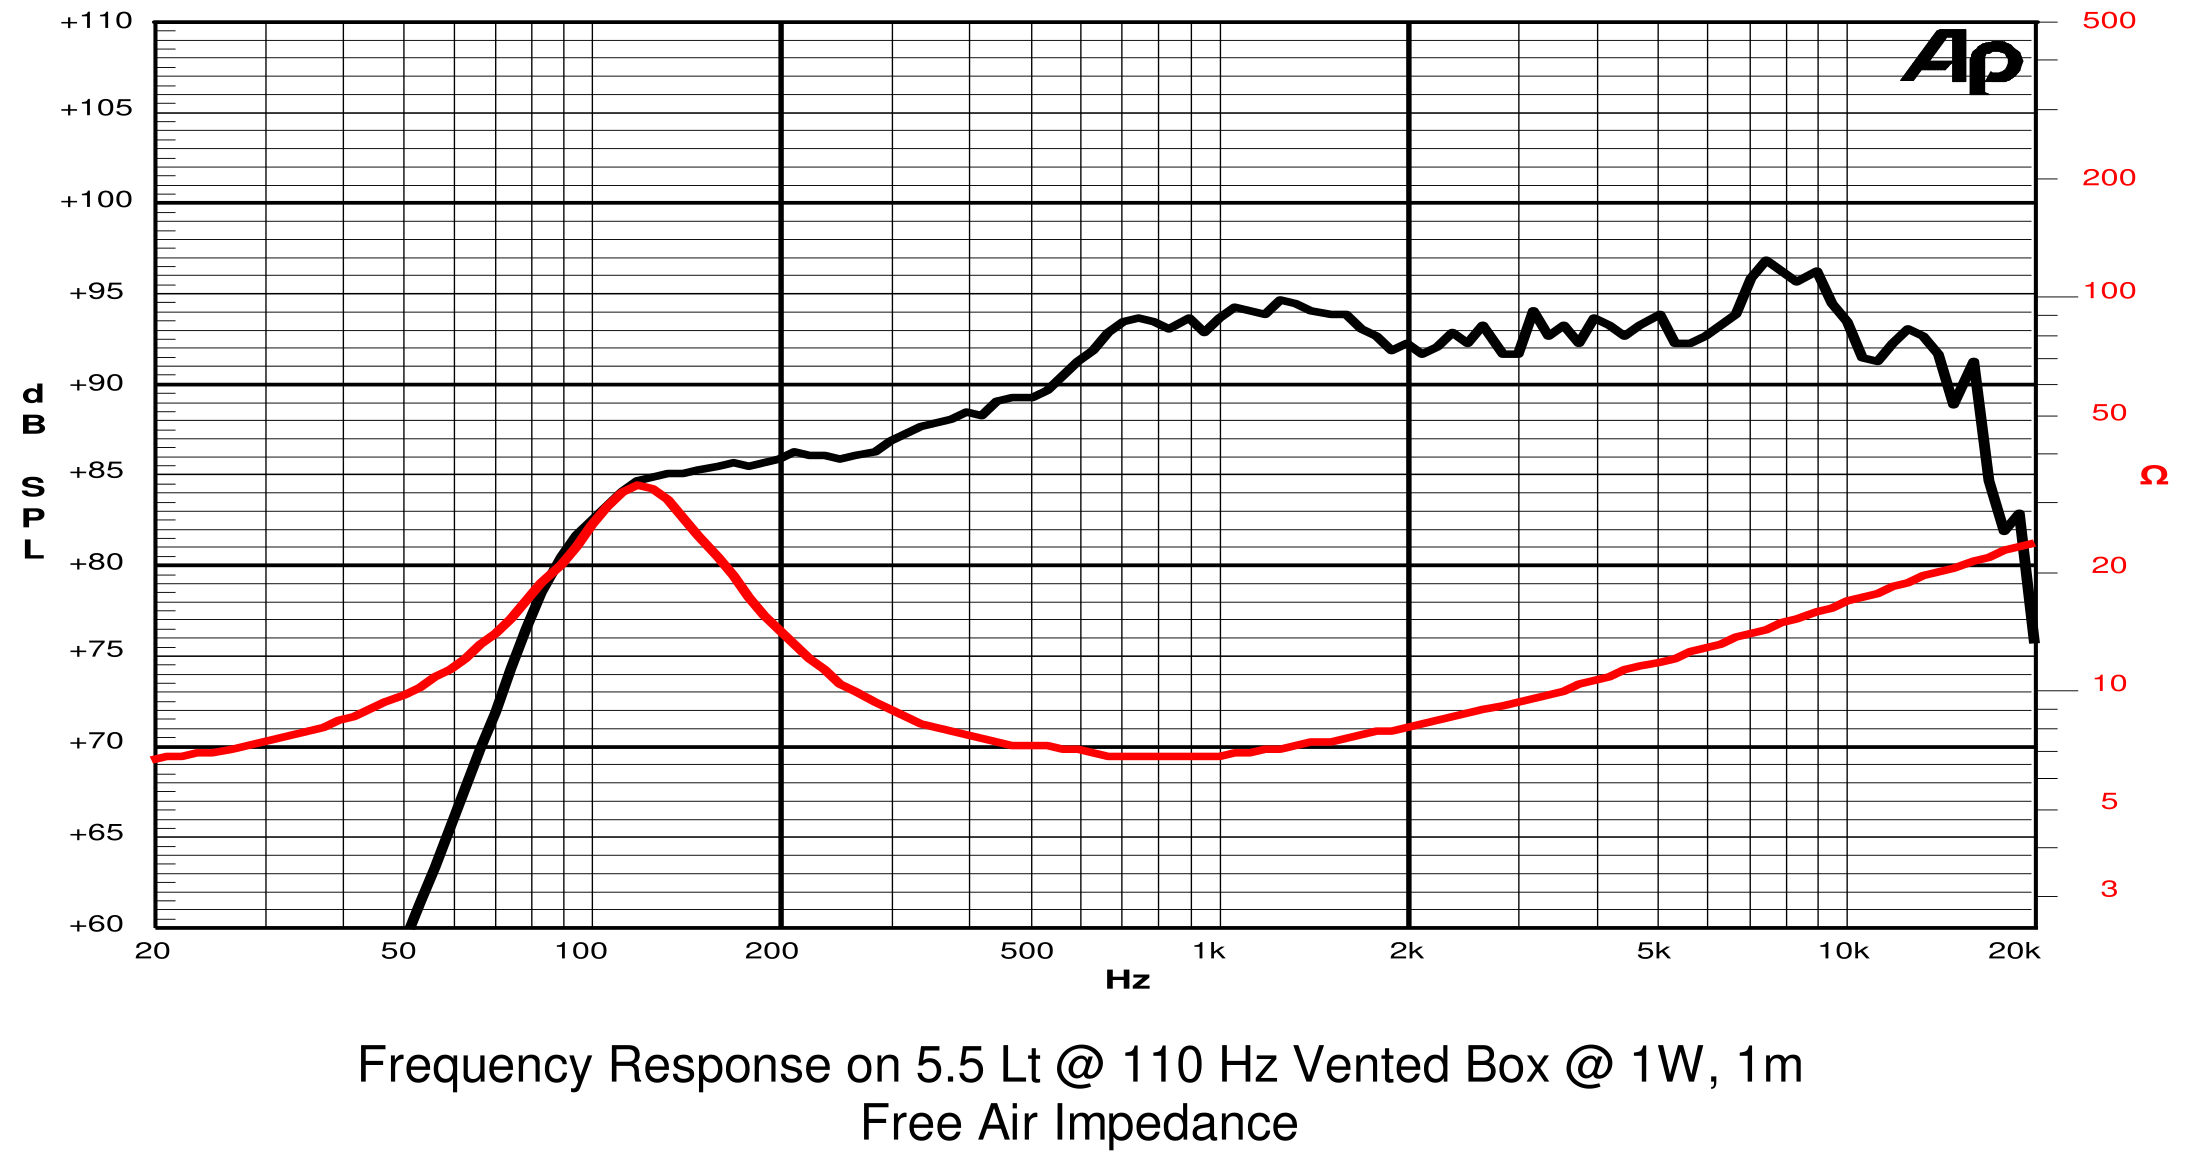 +110
+105
+100
+95
+90
+85
+80
+75
+70
+65
+60
d
B
S
P
L
Ap
500
200
100
50
Ω
20
10
5
3
20 50 100 200 500 1k 2k 5k 10k 20k
Hz
Frequency Response on 5.5 Lt @ 110 Hz Vented Box @ 1W, 1m
Free Air Impedance